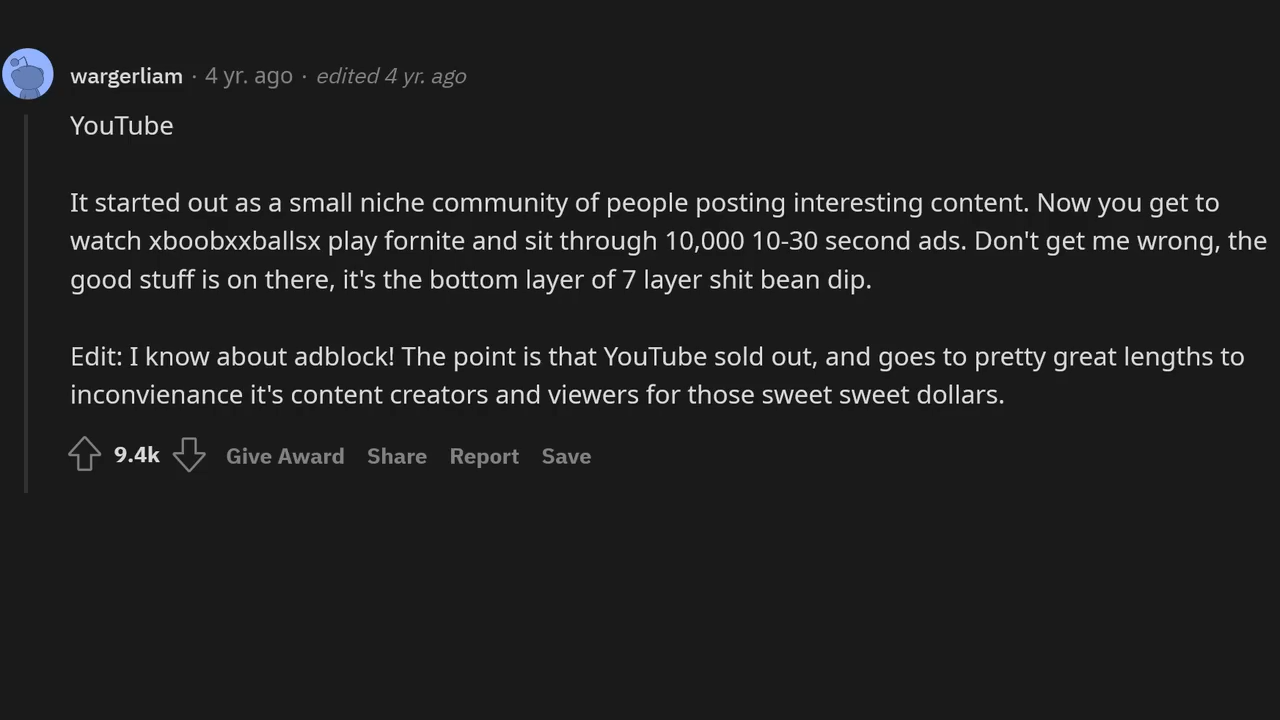 wargerliam · 4 yr. ago · edited 4 yr. ago
YouTube
It started out as a small niche community of people posting interesting content. Now you get to
watch xboobxxballsx play fornite and sit through 10,000 10-30 second ads. Don't get me wrong, the
good stuff is on there, it's the bottom layer of 7 layer shit bean dip.
Edit: I know about adblock! The point is that YouTube sold out, and goes to pretty great lengths to
inconvienance it's content creators and viewers for those sweet sweet dollars.
9.4k Give Award Share Report Save